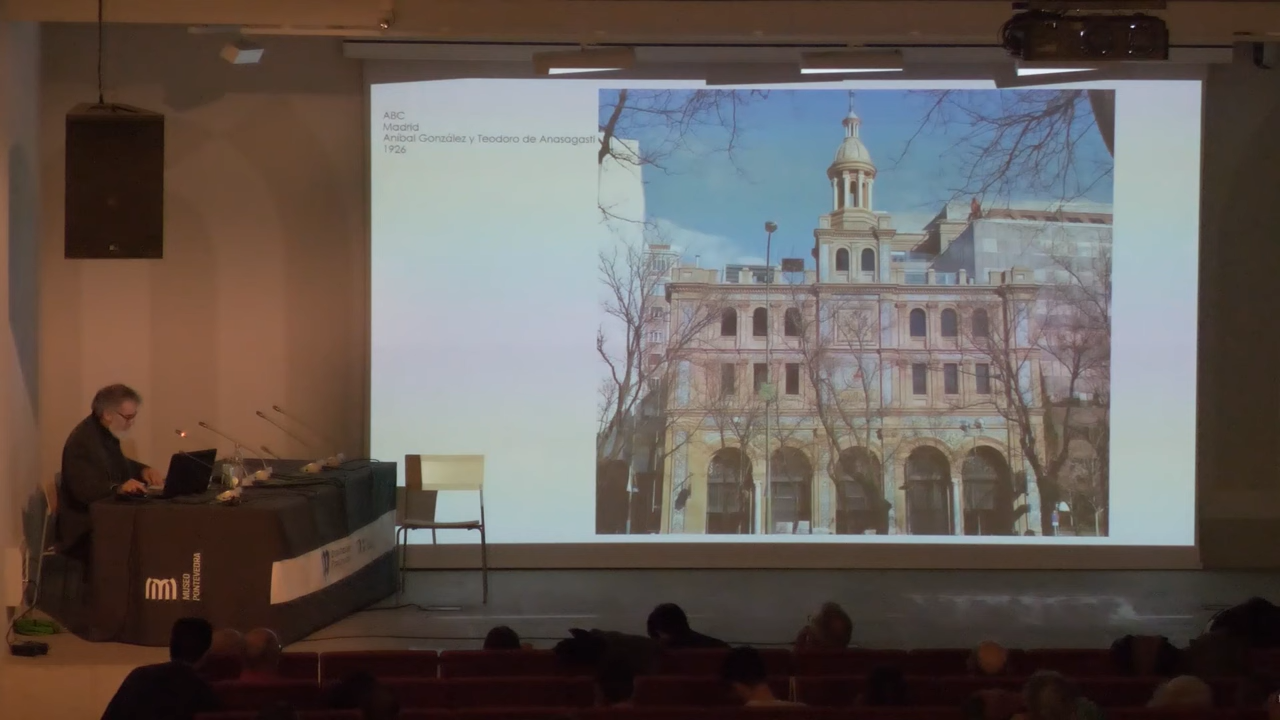 ABC
Madrid
Aníbal González y Teodoro de Anasagasti
1926
MUSEO
PONTEVEDRA